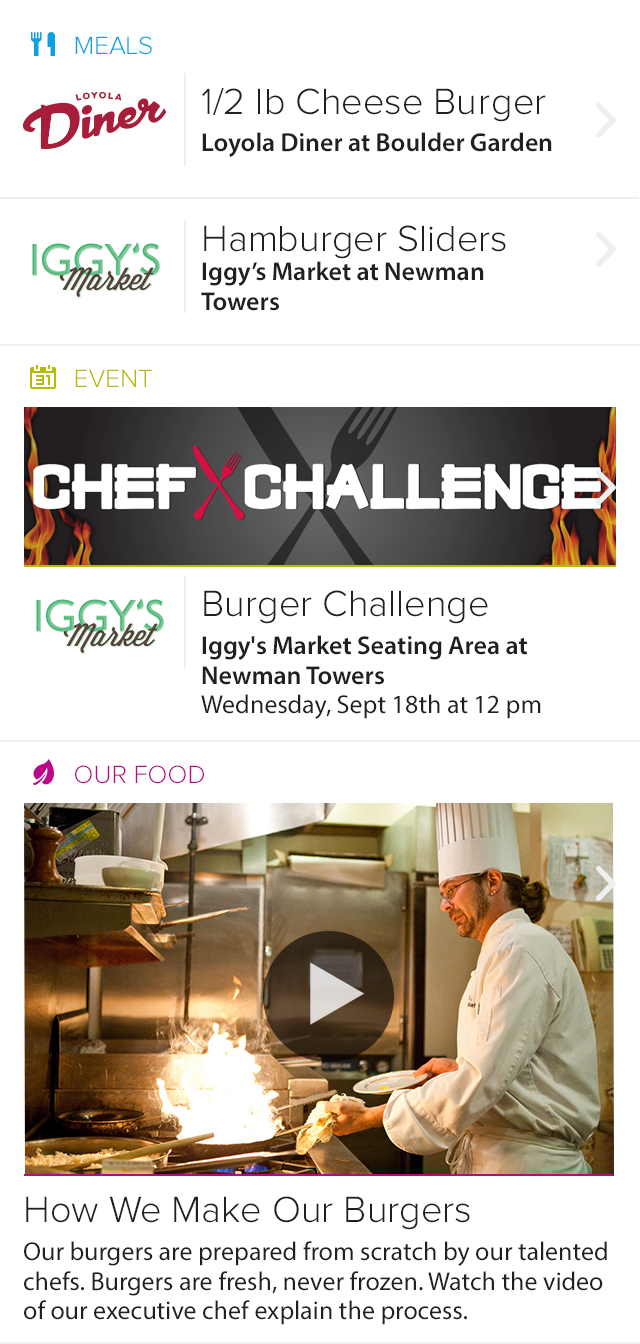 MEALS
LOYOLA
Diner
1/2 lb Cheese Burger
Loyola Diner at Boulder Garden
IGGY'S
Market
Hamburger Sliders
Iggy’s Market at Newman
Towers
31
EVENT
CHEF CHALLENGE
IGGY'S
Market
Burger Challenge
Iggy's Market Seating Area at
Newman Towers
Wednesday, Sept 18th at 12 pm
OUR FOOD
How We Make Our Burgers
Our burgers are prepared from scratch by our talented
chefs. Burgers are fresh, never frozen. Watch the video
of our executive chef explain the process.